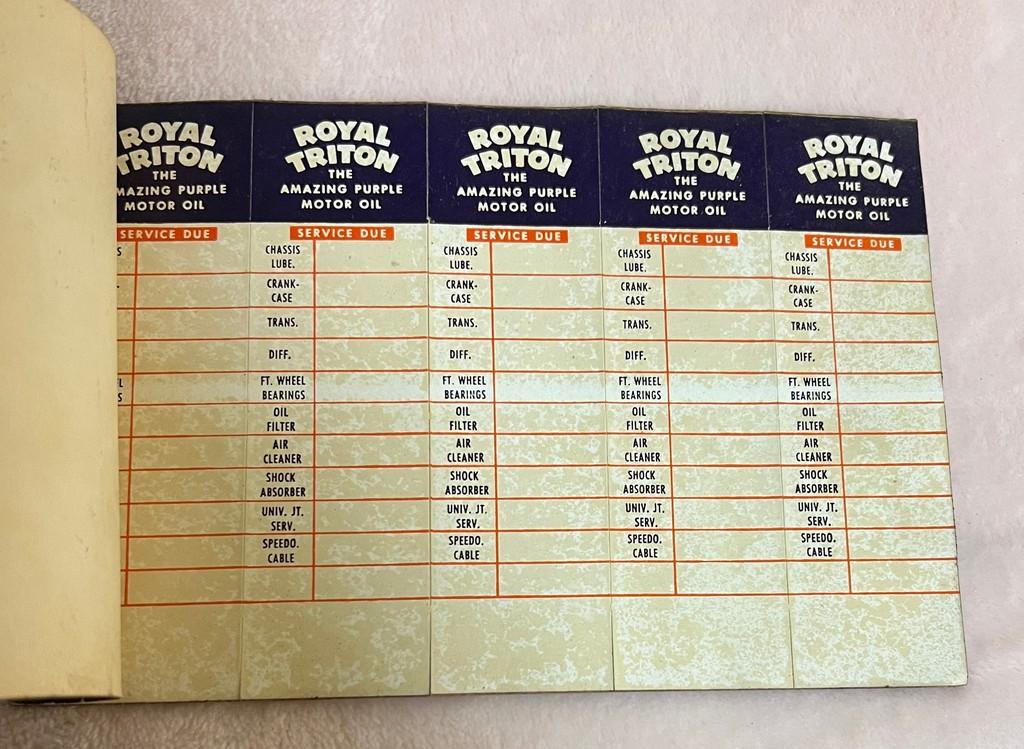 ROYAL
TRITON
THE
AMAZING PURPLE
MOTOR OIL
SERVICE DUE
S
-
L
S
ROYAL
TRITON
THE
AMAZING PURPLE
MOTOR OIL
SERVICE DUE
CHASSIS
LUBE.
CRANK-
CASE
TRANS.
DIFF.
FT. WHEEL
BEARINGS
OIL
FILTER
AIR
CLEANER
SHOCK
ABSORBER
UNIV. JT.
SERV.
SPEEDO.
CABLE
ROYAL
TRITON
THE
AMAZING PURPLE
MOTOR OIL
SERVICE DUE
CHASSIS
LUBE.
CRANK-
CASE
TRANS.
DIFF.
FT. WHEEL
BEARINGS
OIL
FILTER
AIR
CLEANER
SHOCK
ABSORBER
UNIV. JT.
SERV.
SPEEDO.
CABLE
ROYAL
TRITON
THE
AMAZING PURPLE
MOTOR OIL
SERVICE DUE
CHASSIS
LUBE.
CRANK-
CASE
TRANS.
DIFF.
FT. WHEEL
BEARINGS
OIL
FILTER
AIR
CLEANER
SHOCK
ABSORBER
UNIV. JT.
SERV.
SPEEDO.
CABLE
ROYAL
TRITON
THE
AMAZING PURPLE
MOTOR OIL
SERVICE DUE
CHASSIS
LUBE.
CRANK-
CASE
TRANS.
DIFF.
FT. WHEEL
BEARINGS
OIL
FILTER
AIR
CLEANER
SHOCK
ABSORBER
UNIV. JT.
SERV.
SPEEDO.
CABLE